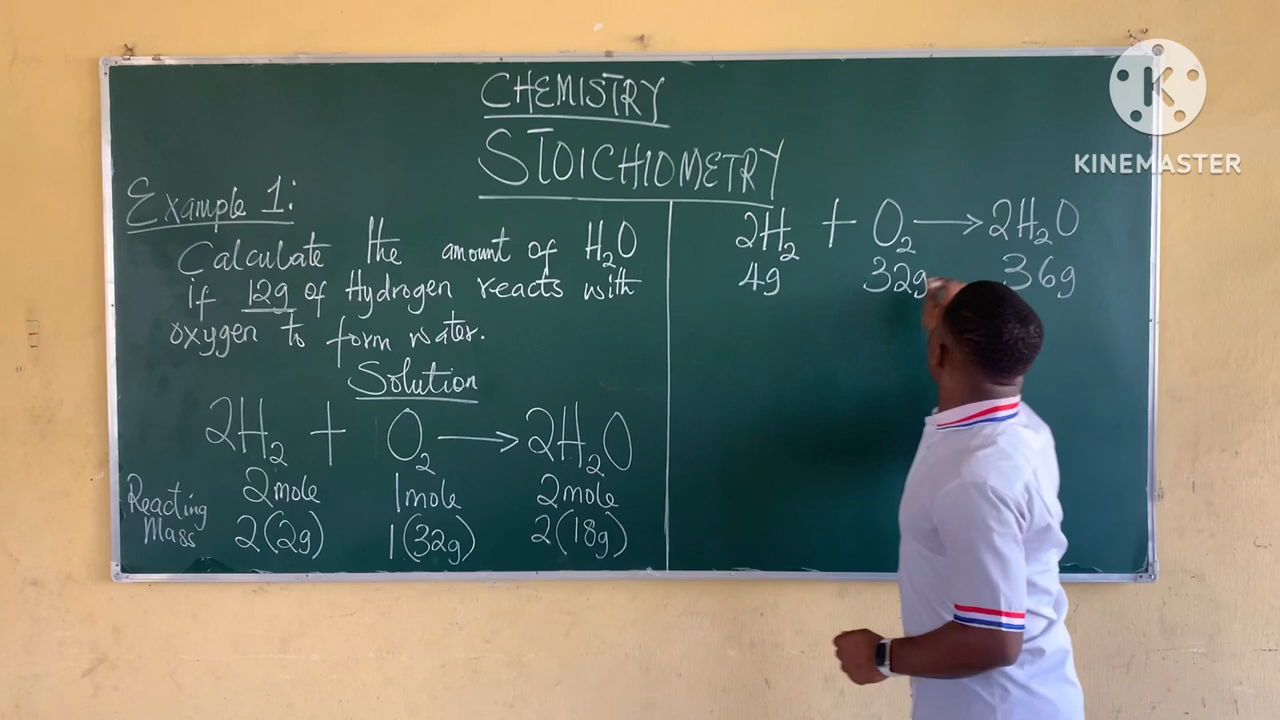 CHEMISTRY
STOICHIOMETRY
Example 1:
Calculate the amount of H₂O
if 12g of Hydrogen reacts with
oxygen to form water.
Solution
2H₂ + O₂ → 2H₂O
Reacting Mass
2mole 1mole 2mole
2(2g) 1(32g) 2(18g)
2H₂ + O₂ → 2H₂O
4g 32g 36g
K
KINEMASTER